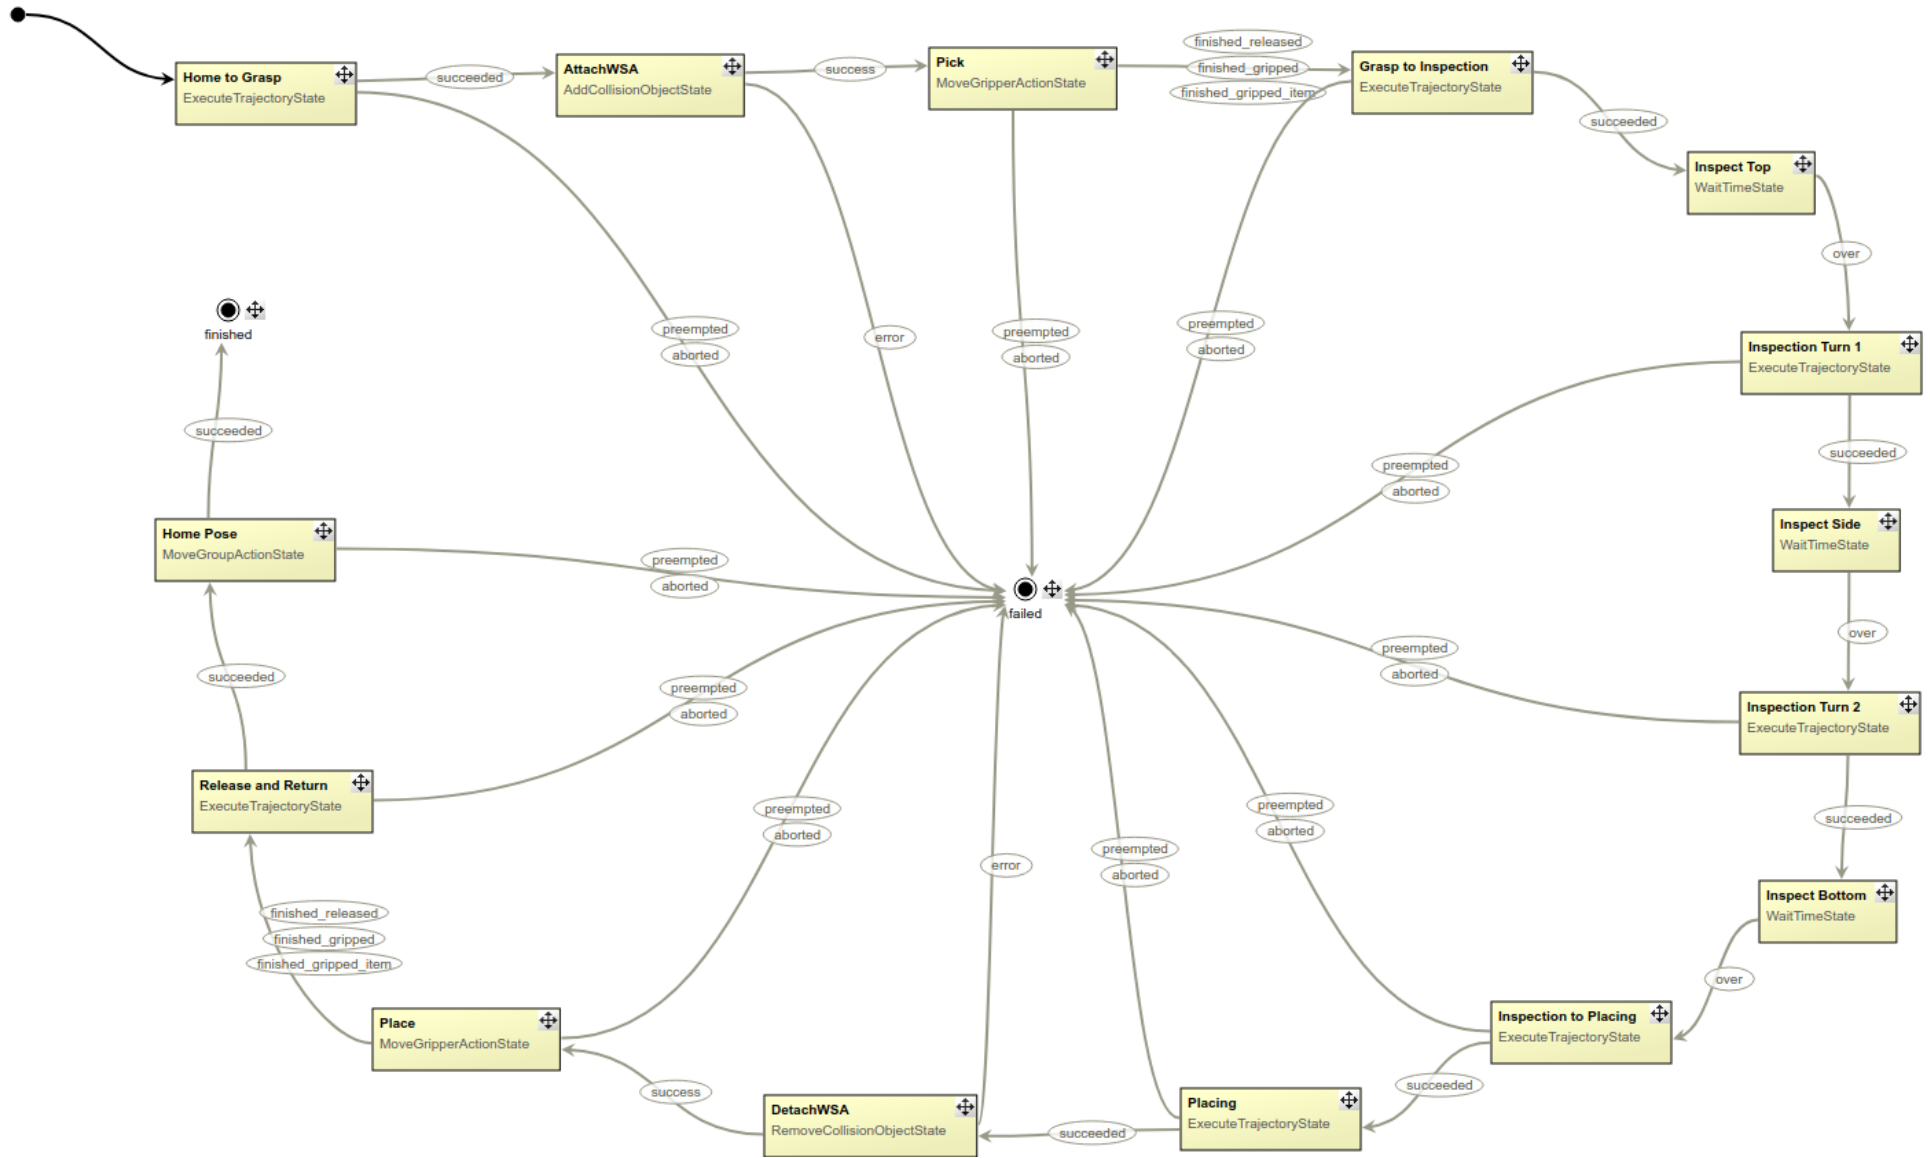 Home to Grasp
ExecuteTrajectoryState
succeeded
AttachWSA
AddCollisionObjectState
success
Pick
MoveGripperActionState
finished_released
finished_gripped
finished_gripped_item
Grasp to Inspection
ExecuteTrajectoryState
succeeded
Inspect Top
WaitTimeState
over
finished
preempted
aborted
error
preempted
aborted
preempted
aborted
Inspection Turn 1
ExecuteTrajectoryState
succeeded
preempted
aborted
succeeded
Home Pose
MoveGroupActionState
preempted
aborted
Inspect Side
WaitTimeState
failed
over
succeeded
preempted
aborted
preempted
aborted
Inspection Turn 2
ExecuteTrajectoryState
Release and Return
ExecuteTrajectoryState
preempted
aborted
error
preempted
aborted
preempted
aborted
succeeded
finished_released
finished_gripped
finished_gripped_item
Inspect Bottom
WaitTimeState
over
Place
MoveGripperActionState
Inspection to Placing
ExecuteTrajectoryState
success
DetachWSA
RemoveCollisionObjectState
succeeded
Placing
ExecuteTrajectoryState
succeeded